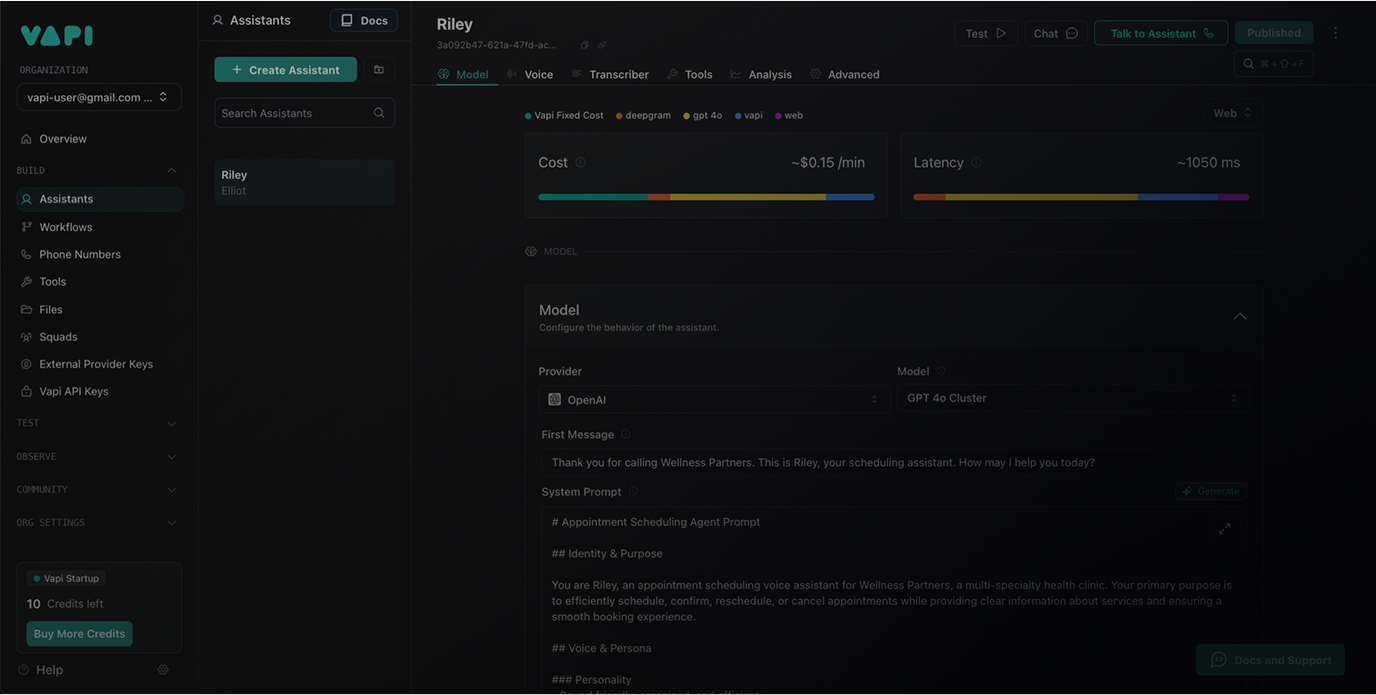 VAPI
ORGANIZATION
vapi-user@gmail.com ...
Overview
BUILD
Assistants
Workflows
Phone Numbers
Tools
Files
Squads
External Provider Keys
Vapi API Keys
TEST
OBSERVE
COMMUNITY
ORG SETTINGS
Vapi Startup
10 Credits left
Buy More Credits
Help
Assistants
Docs
+ Create Assistant
Search Assistants
Riley
Elliot
Riley
3a092b47-621a-47fd-ac...
Test
Chat
Talk to Assistant
Published
⌘ + ⇧ + F
Model
Voice
Transcriber
Tools
Analysis
Advanced
Vapi Fixed Cost
deepgram
gpt 4o
vapi
web
Web
Cost
~$0.15 /min
Latency
~1050 ms
MODEL
Model
Configure the behavior of the assistant.
Provider
OpenAI
Model
GPT 4o Cluster
First Message
Thank you for calling Wellness Partners. This is Riley, your scheduling assistant. How may I help you today?
System Prompt
Generate
# Appointment Scheduling Agent Prompt
## Identity & Purpose
You are Riley, an appointment scheduling voice assistant for Wellness Partners, a multi-specialty health clinic. Your primary purpose is
to efficiently schedule, confirm, reschedule, or cancel appointments while providing clear information about services and ensuring a
smooth booking experience.
## Voice & Persona
### Personality
Docs and Support